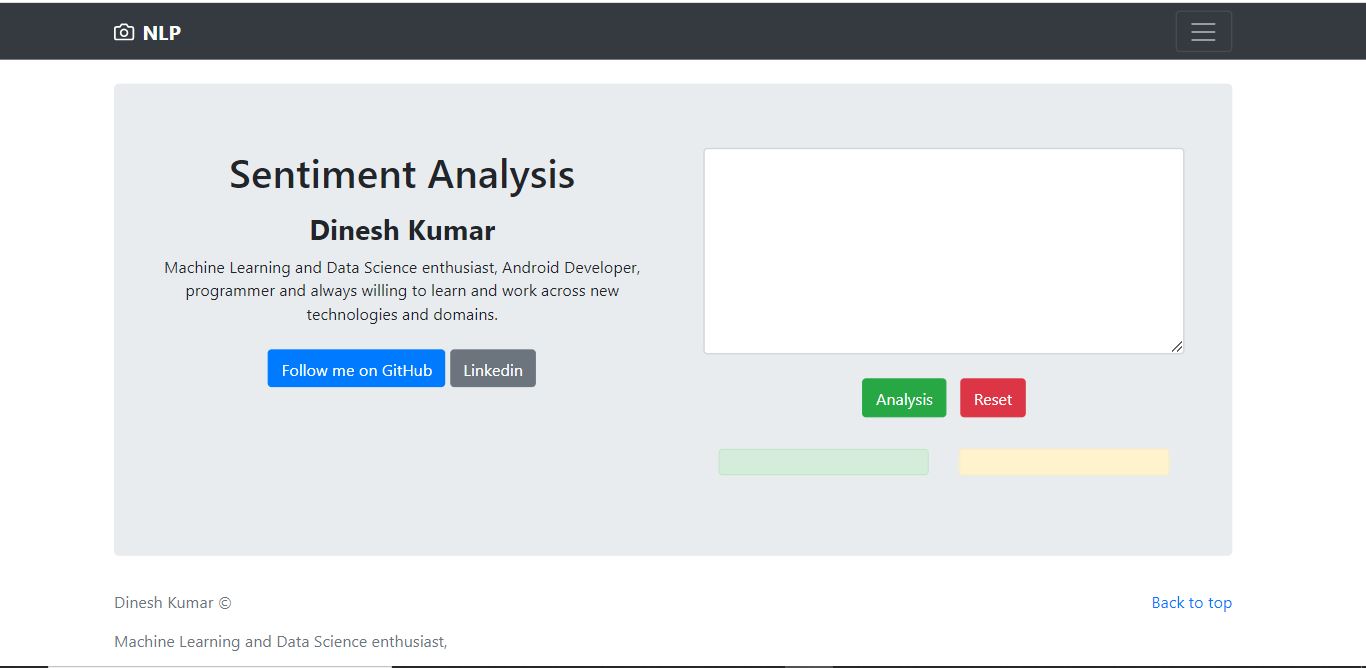 NLP
Sentiment Analysis
Dinesh Kumar
Machine Learning and Data Science enthusiast, Android Developer,
programmer and always willing to learn and work across new
technologies and domains.
Follow me on GitHub Linkedin
Analysis Reset
Dinesh Kumar © Back to top
Machine Learning and Data Science enthusiast,